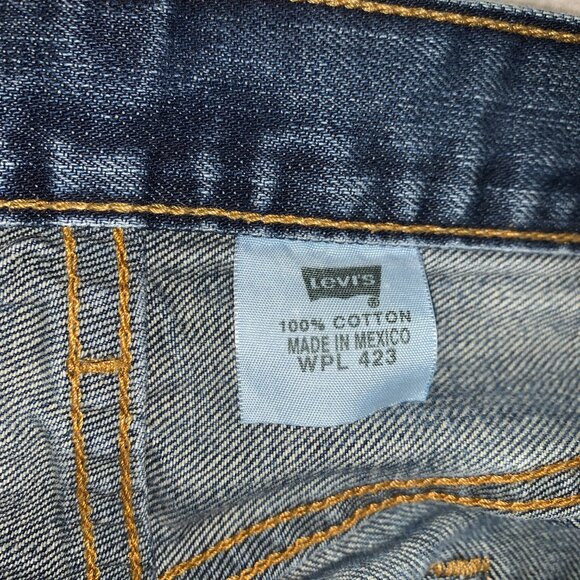 Levi's
®
100% COTTON
MADE IN MEXICO
WPL 423